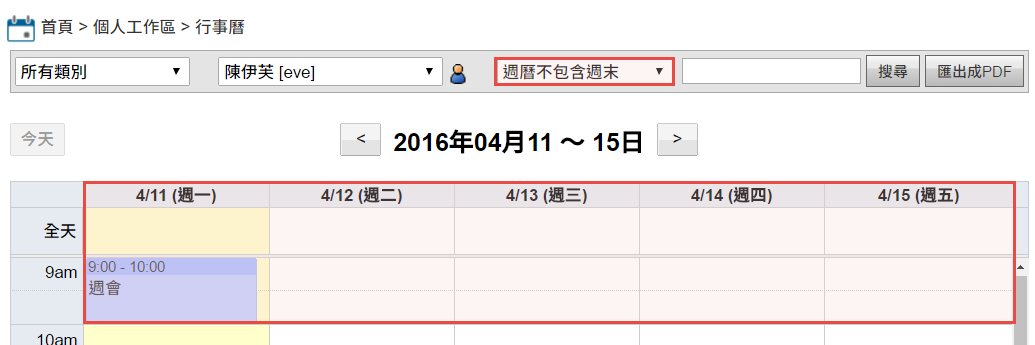 首頁 > 個人工作區 > 行事曆
所有類別 陳伊芙 [eve] 週曆不包含週末 搜尋 匯出成PDF
今天 < 2016年04月11 ～ 15日 >
4/11 (週一) 4/12 (週二) 4/13 (週三) 4/14 (週四) 4/15 (週五)
全天
9am 9:00 - 10:00
週會
10am